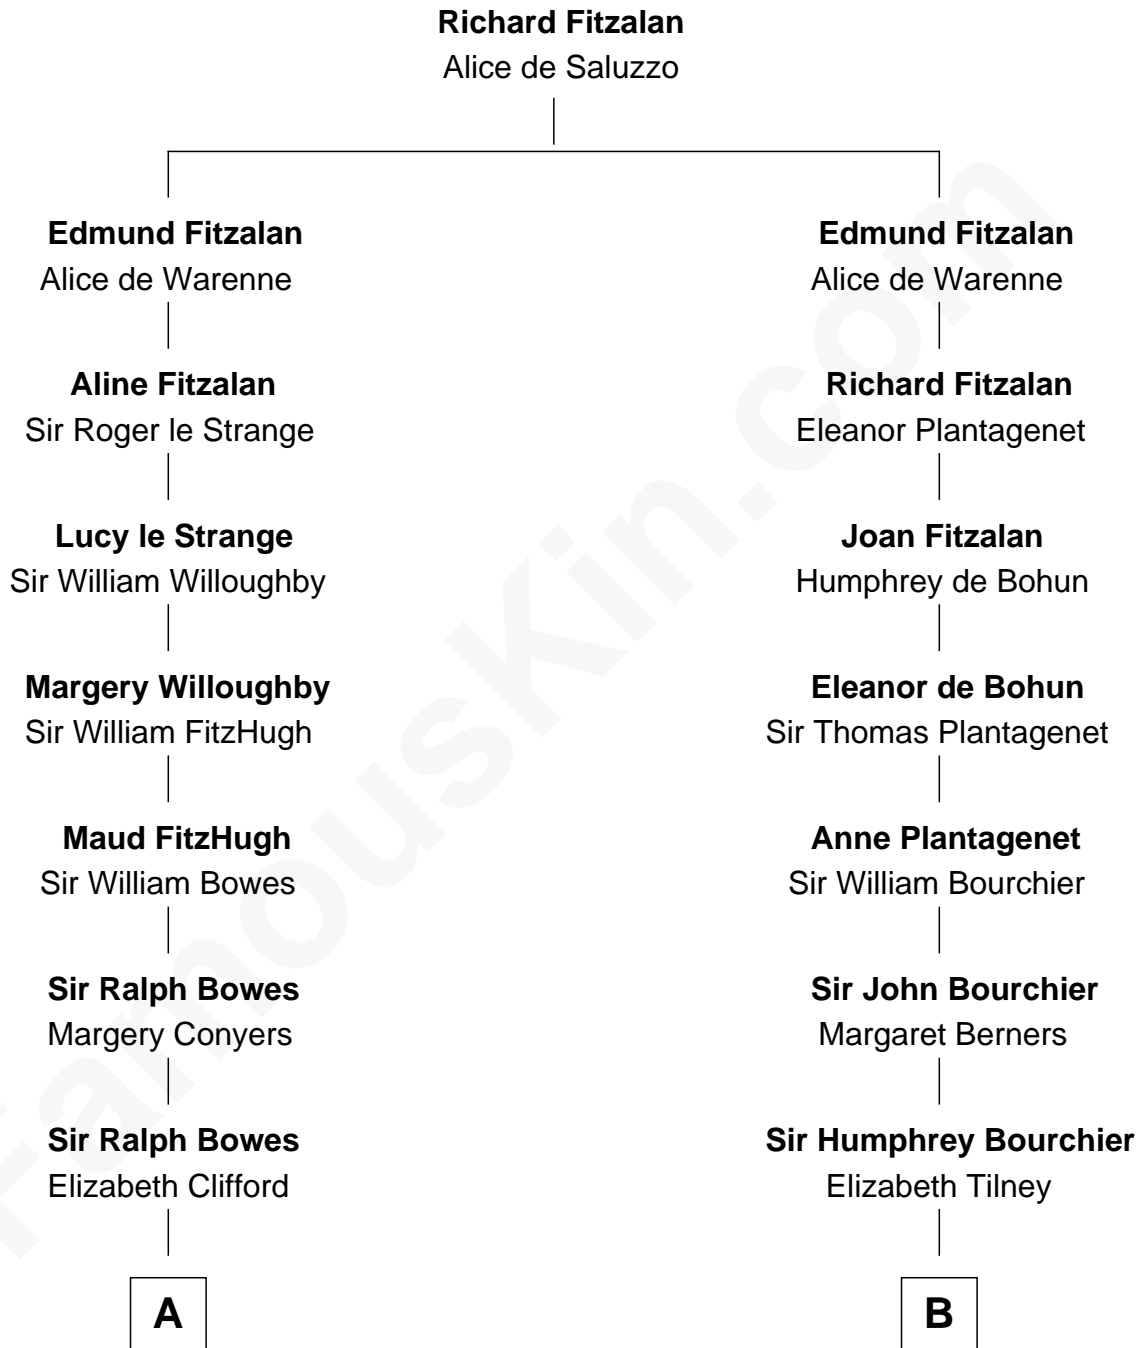 Richard Fitzalan
Alice de Saluzzo
Edmund Fitzalan
Alice de Warenne
Edmund Fitzalan
Alice de Warenne
Aline Fitzalan
Sir Roger le Strange
Richard Fitzalan
Eleanor Plantagenet
Lucy le Strange
Sir William Willoughby
Joan Fitzalan
Humphrey de Bohun
Margery Willoughby
Sir William FitzHugh
Eleanor de Bohun
Sir Thomas Plantagenet
Maud FitzHugh
Sir William Bowes
Anne Plantagenet
Sir William Bourchier
Sir Ralph Bowes
Margery Conyers
Sir John Bourchier
Margaret Berners
Sir Ralph Bowes
Elizabeth Clifford
Sir Humphrey Bourchier
Elizabeth Tilney
A
B
FamousKin.com